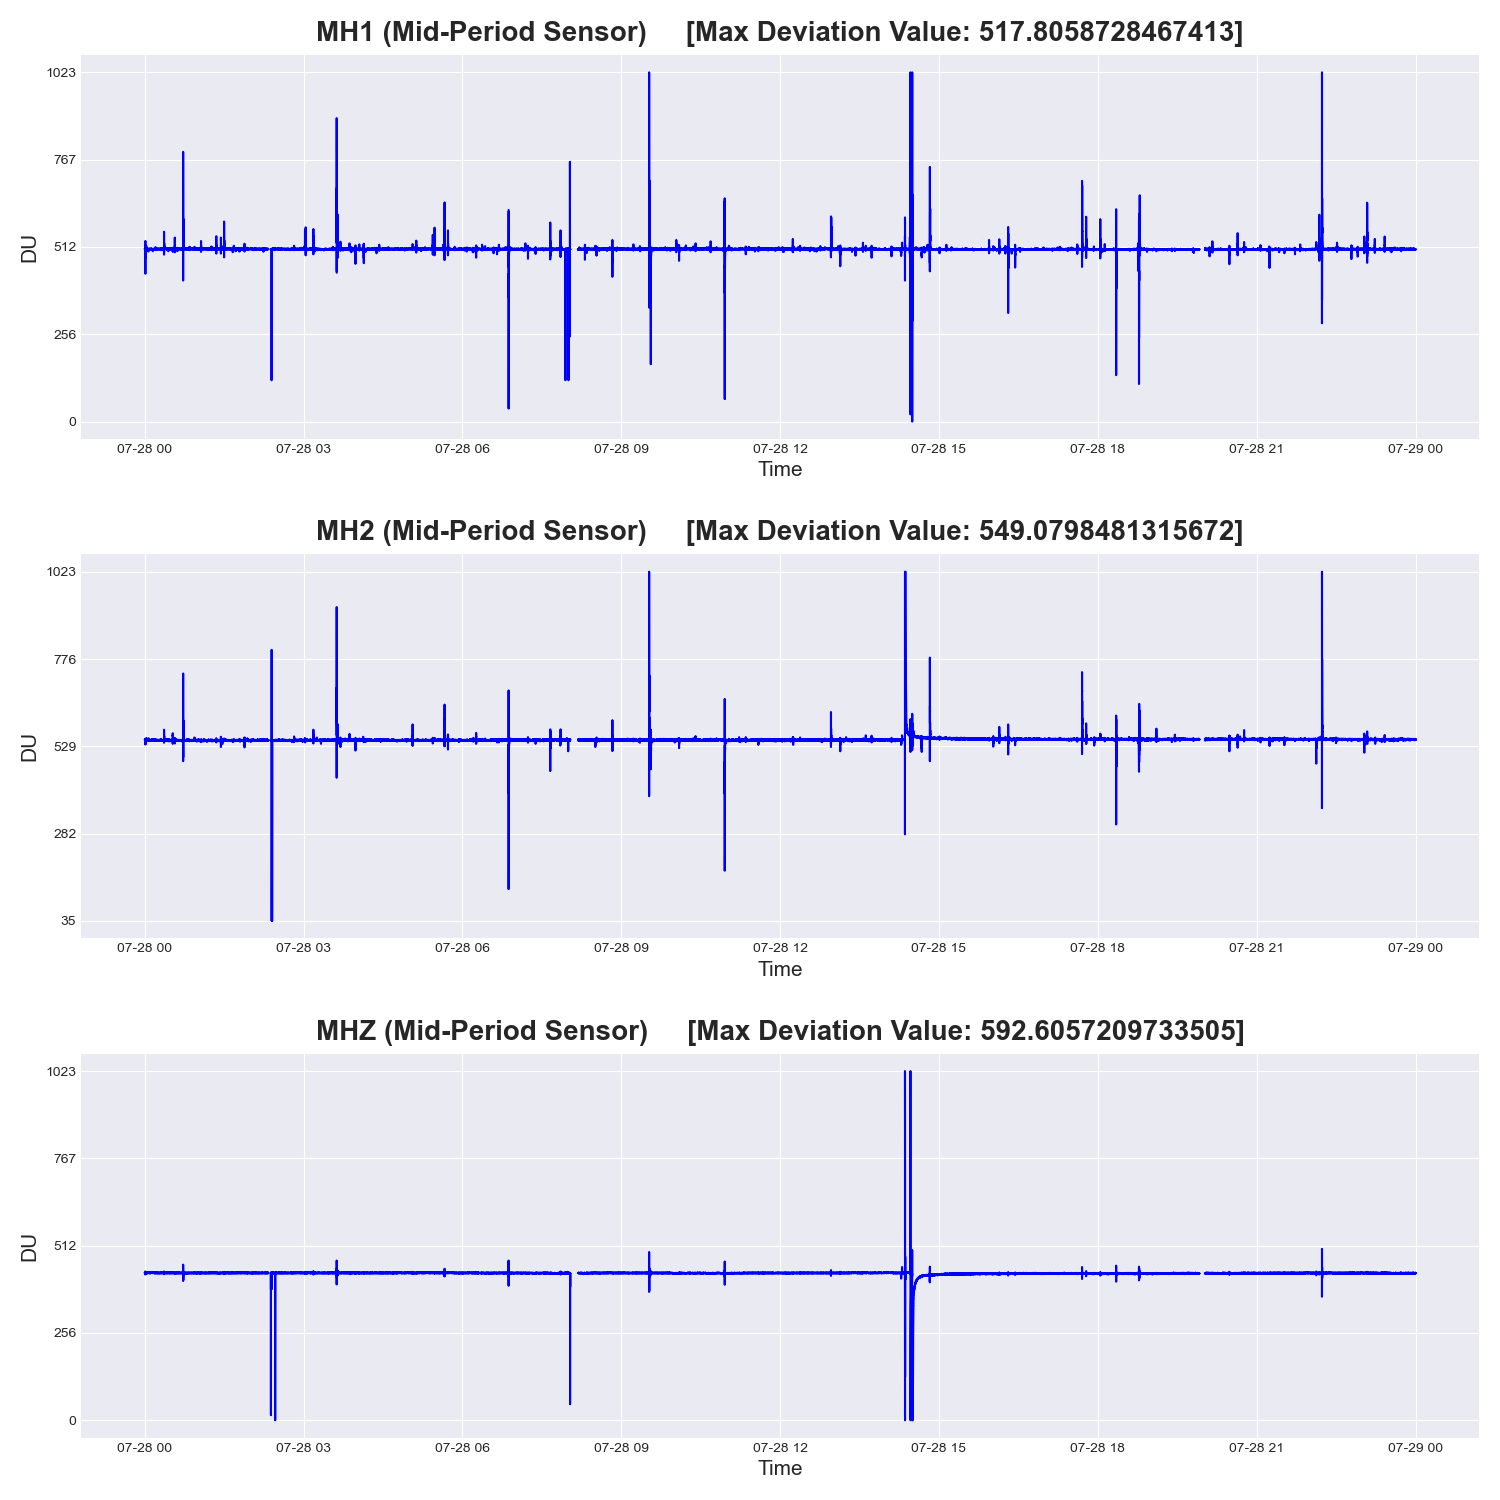 MH1 (Mid-Period Sensor) [Max Deviation Value: 517.8058728467413]
1023
767
512
256
0
DU
07-28 00 07-28 03 07-28 06 07-28 09 07-28 12 07-28 15 07-28 18 07-28 21 07-29 00
Time
MH2 (Mid-Period Sensor) [Max Deviation Value: 549.0798481315672]
1023
776
529
282
35
DU
07-28 00 07-28 03 07-28 06 07-28 09 07-28 12 07-28 15 07-28 18 07-28 21 07-29 00
Time
MHZ (Mid-Period Sensor) [Max Deviation Value: 592.6057209733505]
1023
767
512
256
0
DU
07-28 00 07-28 03 07-28 06 07-28 09 07-28 12 07-28 15 07-28 18 07-28 21 07-29 00
Time